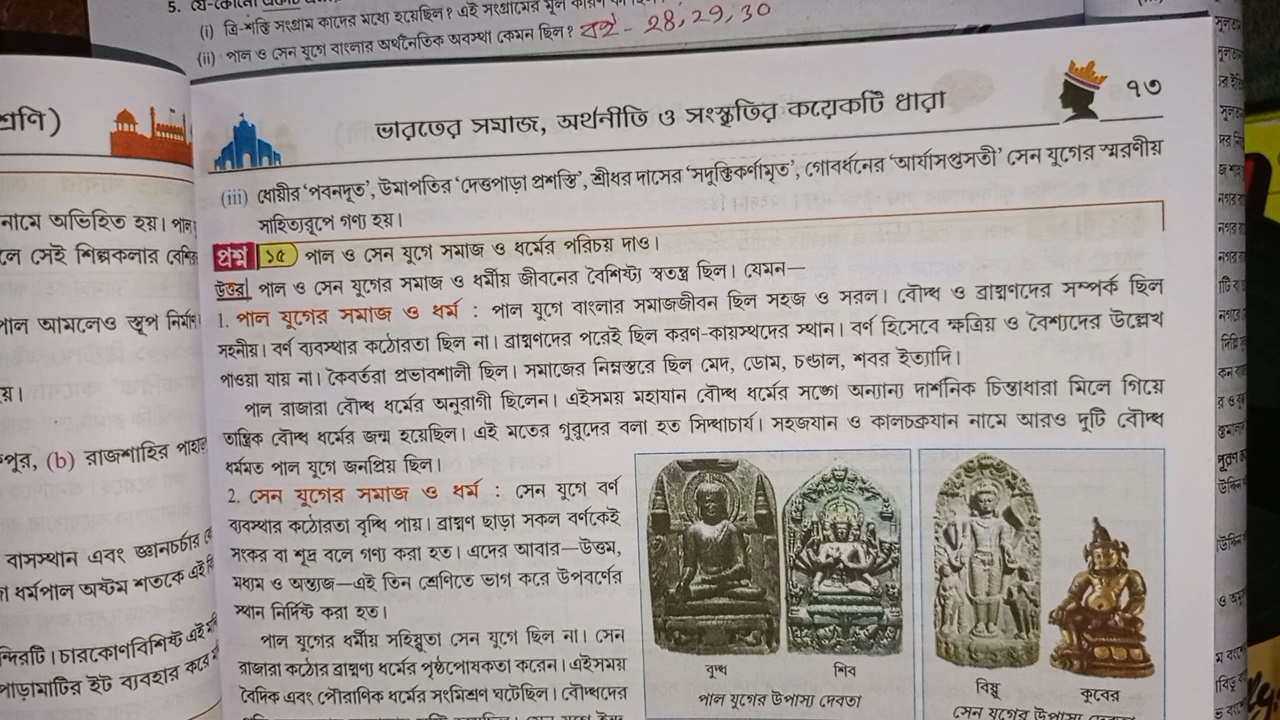 (i) ত্রি-শক্তি সংগ্রাম কাদের মধ্যে হয়েছিল? এই সংগ্রামের মূল কারণ
(ii) পাল ও সেন যুগে বাংলার অর্থনৈতিক অবস্থা কেমন ছিল? বই - 28, 29, 30
ভারতের সমাজ, অর্থনীতি ও সংস্কৃতির কয়েকটি ধারা
১৭
(iii) ধোয়ীর 'পবনদূত', উমাপতির 'দেওপাড়া প্রশস্তি', শ্রীধর দাসের 'সদুক্তিকর্ণামৃত', গোবর্ধনের 'আর্যাসপ্তসতী' সেন যুগের স্মরণীয়
সাহিত্যরূপে গণ্য হয়।
প্রশ্ন ১৫ পাল ও সেন যুগে সমাজ ও ধর্মের পরিচয় দাও।
উত্তর পাল ও সেন যুগের সমাজ ও ধর্মীয় জীবনের বৈশিষ্ট্য স্বতন্ত্র ছিল। যেমন—
1. পাল যুগের সমাজ ও ধর্ম : পাল যুগে বাংলার সমাজজীবন ছিল সহজ ও সরল। বৌদ্ধ ও ব্রাহ্মণদের সম্পর্ক ছিল
সহনীয়। বর্ণ ব্যবস্থার কঠোরতা ছিল না। ব্রাহ্মণদের পরেই ছিল করণ-কায়স্থদের স্থান। বর্ণ হিসেবে ক্ষত্রিয় ও বৈশ্যদের উল্লেখ
পাওয়া যায় না। কৈবর্তরা প্রভাবশালী ছিল। সমাজের নিম্নস্তরে ছিল মেদ, ডোম, চণ্ডাল, শবর ইত্যাদি।
পাল রাজারা বৌদ্ধ ধর্মের অনুরাগী ছিলেন। এইসময় মহাযান বৌদ্ধ ধর্মের সঙ্গে অন্যান্য দার্শনিক চিন্তাধারা মিলে গিয়ে
তান্ত্রিক বৌদ্ধ ধর্মের জন্ম হয়েছিল। এই মতের গুরুদের বলা হত সিদ্ধাচার্য। সহজযান ও কালচক্রযান নামে আরও দুটি বৌদ্ধ
ধর্মমত পাল যুগে জনপ্রিয় ছিল।
2. সেন যুগের সমাজ ও ধর্ম : সেন যুগে বর্ণ
ব্যবস্থার কঠোরতা বৃদ্ধি পায়। ব্রাহ্মণ ছাড়া সকল বর্ণকেই
সংকর বা শূদ্র বলে গণ্য করা হত। এদের আবার—উত্তম,
মধ্যম ও অন্ত্যজ—এই তিন শ্রেণিতে ভাগ করে উপবর্ণের
স্থান নির্দিষ্ট করা হত।
পাল যুগের ধর্মীয় সহিষ্ণুতা সেন যুগে ছিল না। সেন
রাজারা কঠোর ব্রাহ্মণ্য ধর্মের পৃষ্ঠপোষকতা করেন। এইসময়
বৈদিক এবং পৌরাণিক ধর্মের সংমিশ্রণ ঘটেছিল। বৌদ্ধদের
বুদ্ধ
শিব
পাল যুগের উপাস্য দেবতা
বিষ্ণু
কুবের
সেন যুগের উপাস্য দেবতা
নামে অভিহিত হয়। পাল
সেই শিল্পকলার
পাল আমলেও স্তূপ নির্মাণ
(b) রাজশাহির
বাসস্থান এবং জ্ঞানচর্চার
ধর্মপাল অষ্টম শতকে এই
চারকোণবিশিষ্ট এই
ইট ব্যবহার করে